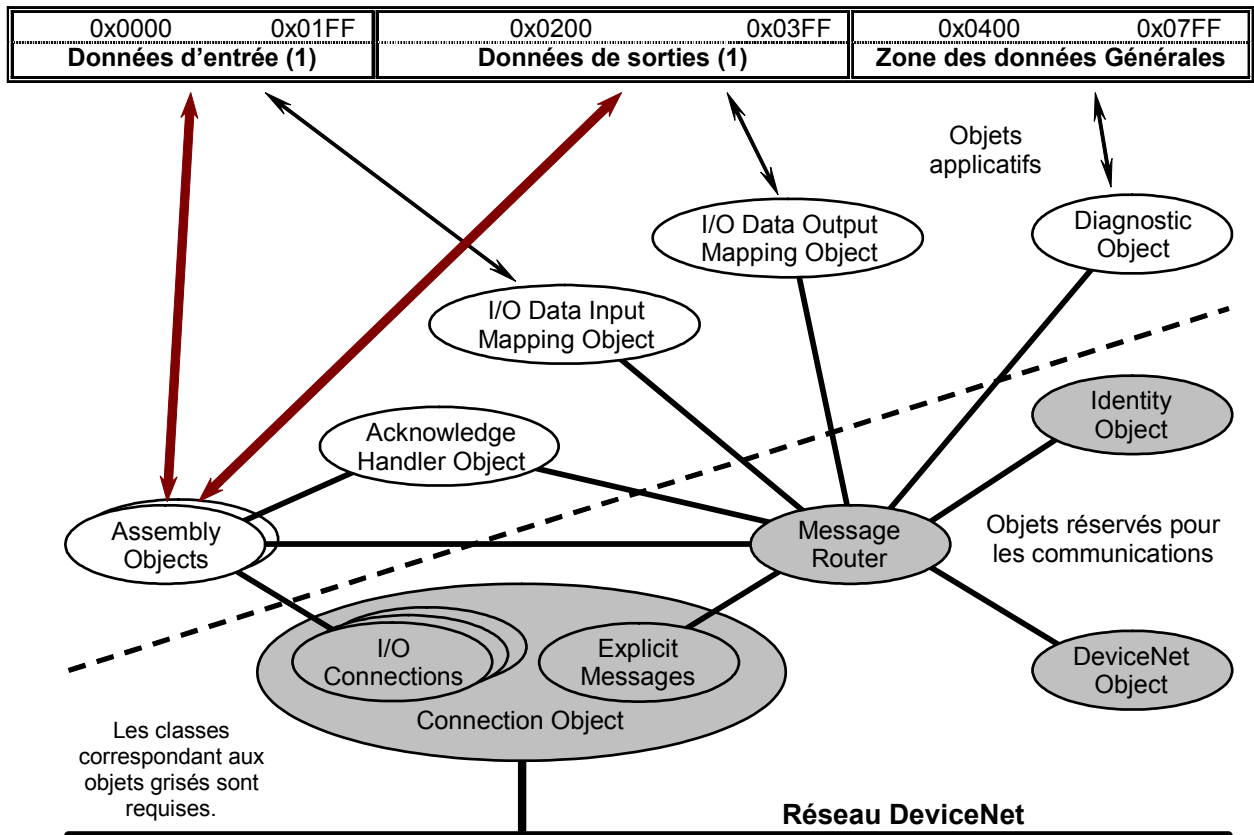 0x0000 0x01FF 0x0200 0x03FF 0x0400 0x07FF
Données d'entrée (1) Données de sorties (1) Zone des données Générales
Objets
applicatifs
I/O Data Output
Mapping Object
Diagnostic
Object
I/O Data Input
Mapping Object
Identity
Object
Acknowledge
Handler Object
Assembly
Objects
Message
Router
Objets réservés pour
les communications
I/O
Connections
Explicit
Messages
DeviceNet
Object
Connection Object
Les classes
correspondant aux
objets grisés sont
requises.
Réseau DeviceNet